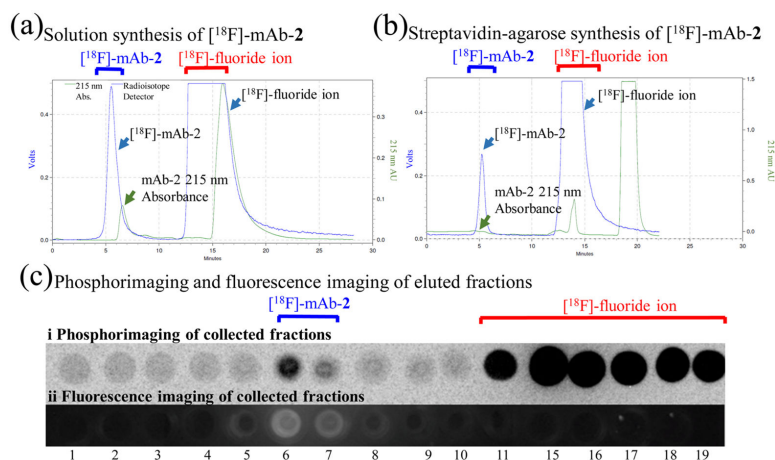 (a)Solution synthesis of [¹⁸F]-mAb-2
[¹⁸F]-mAb-2 [¹⁸F]-fluoride ion
215 nm Abs. Radioisotope Detector
[¹⁸F]-fluoride ion
[¹⁸F]-mAb-2
mAb-2 215 nm
Absorbance
Volts
0.4
0.2
0.0
215 nm AU
0.3
0.2
0.1
0.0
0 5 10 15 20 25 30
Minutes
(b)Streptavidin-agarose synthesis of [¹⁸F]-mAb-2
[¹⁸F]-mAb-2 [¹⁸F]-fluoride ion
[¹⁸F]-fluoride ion
[¹⁸F]-mAb-2
mAb-2 215 nm
Absorbance
Volts
0.4
0.2
0.0
215 nm AU
1.5
1.0
0.5
0.0
0 5 10 15 20 25 30
Minutes
(c)Phosphorimaging and fluorescence imaging of eluted fractions
[¹⁸F]-mAb-2 [¹⁸F]-fluoride ion
i Phosphorimaging of collected fractions
ii Fluorescence imaging of collected fractions
1 2 3 4 5 6 7 8 9 10 11 15 16 17 18 19